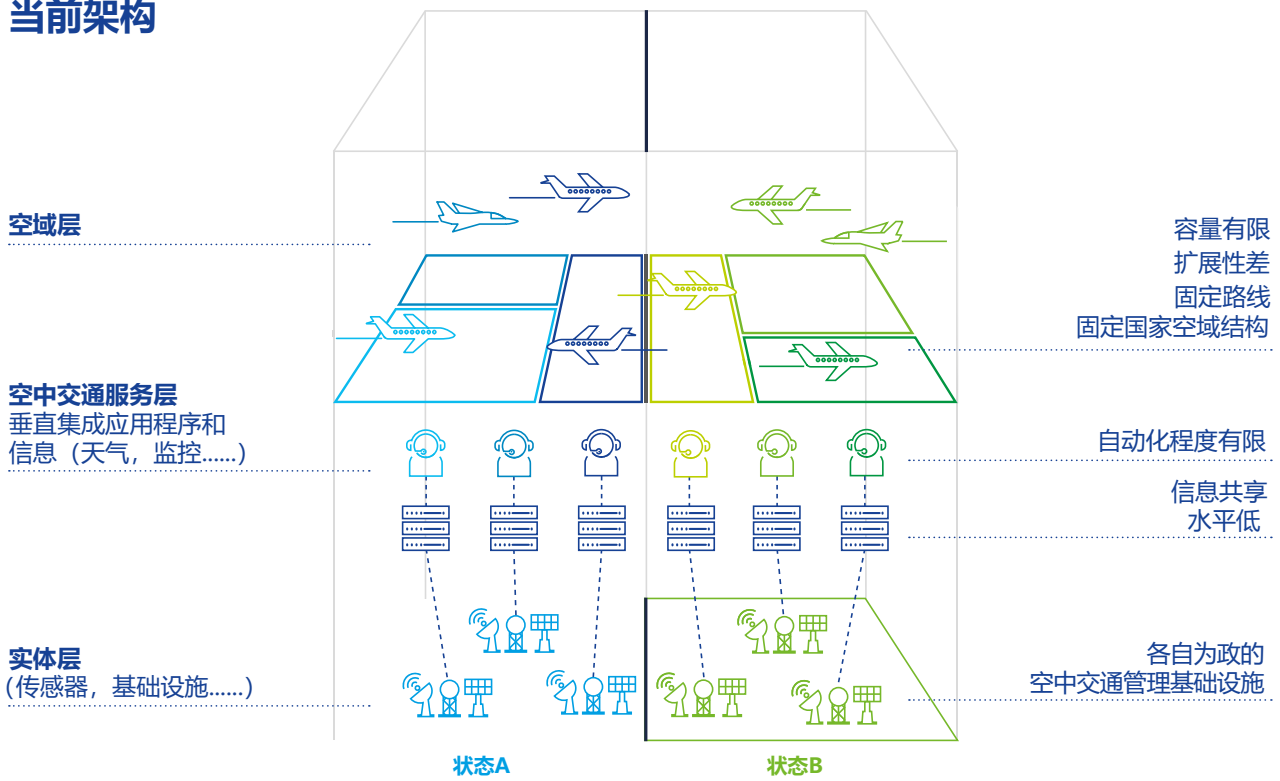 当前架构
空域层
容量有限
扩展性差
固定路线
固定国家空域结构
空中交通服务层
垂直集成应用程序和
信息（天气，监控......）
自动化程度有限
信息共享
水平低
实体层
（传感器，基础设施......）
各自为政的
空中交通管理基础设施
状态A
状态B